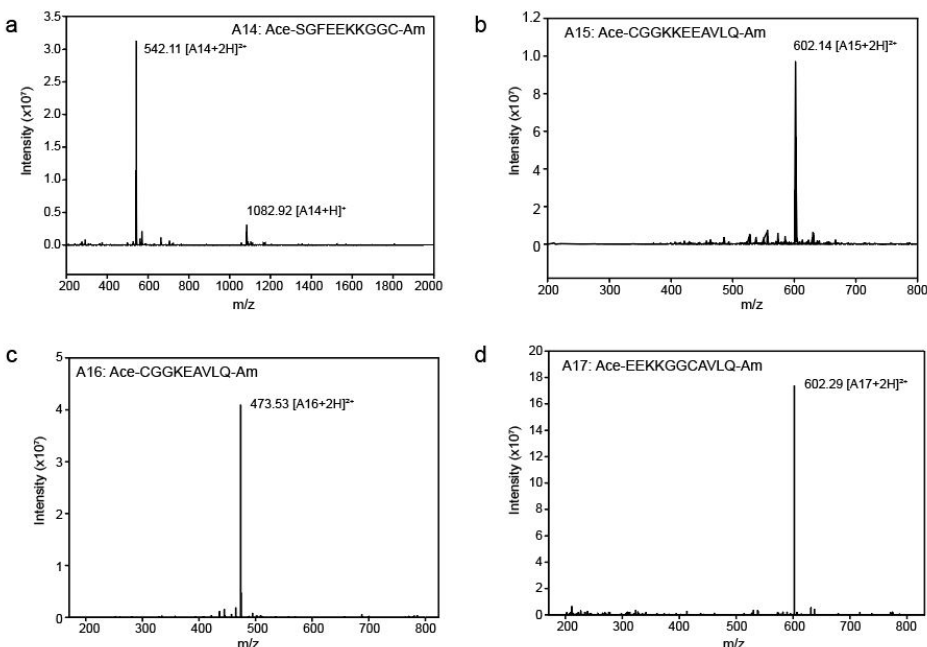 a
A14: Ace-SGFEEKKGGC-Am
542.11 [A14+2H]²⁺
1082.92 [A14+H]⁺
Intensity (x10⁷)
3.5
3.0
2.5
2.0
1.5
1.0
0.5
0.0
200 400 600 800 1000 1200 1400 1600 1800 2000
m/z
b
A15: Ace-CGGKKEEAVLQ-Am
602.14 [A15+2H]²⁺
Intensity (x10⁷)
1.2
1.0
8.0
6.0
4.0
2.0
0
200 300 400 500 600 700 800
m/z
c
A16: Ace-CGGKEAVLQ-Am
473.53 [A16+2H]²⁺
Intensity (x10⁷)
5
4
3
2
1
0
200 300 400 500 600 700 800
m/z
d
A17: Ace-EEKKGGCAVLQ-Am
602.29 [A17+2H]²⁺
Intensity (x10⁷)
20
18
16
14
12
10
8
6
4
2
0
200 300 400 500 600 700 800
m/z